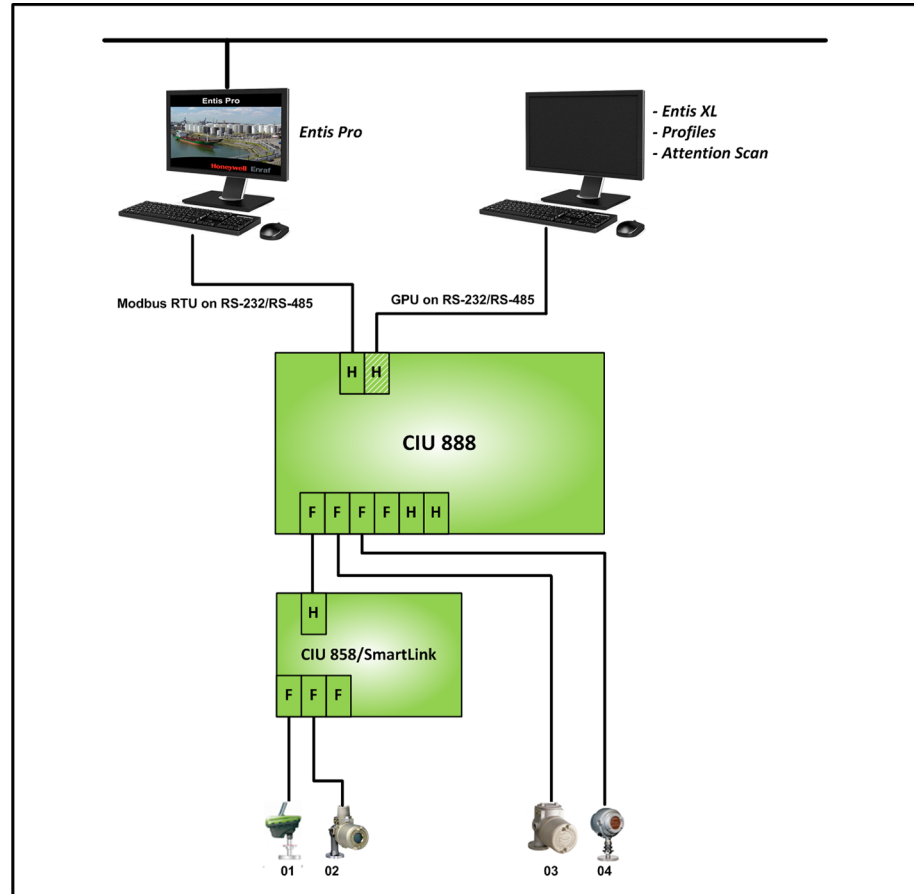 Entis Pro
Honeywell Enraf
Entis Pro
- Entis XL
- Profiles
- Attention Scan
Modbus RTU on RS-232/RS-485
GPU on RS-232/RS-485
H H
CIU 888
F F F F H H
H
CIU 858/SmartLink
F F F
01 02 03 04